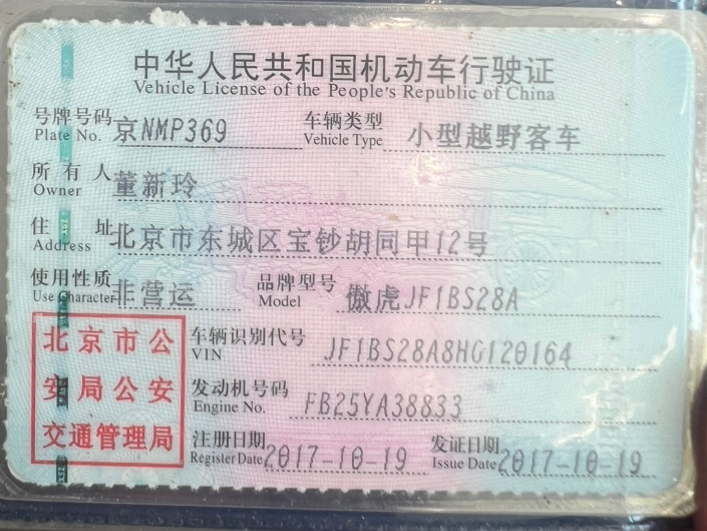 中华人民共和国机动车行驶证
Vehicle License of the People's Republic of China
号牌号码 京NMP369 车辆类型 小型越野客车
Plate No. Vehicle Type
所有人 董新玲
Owner
住址 北京市东城区宝钞胡同甲12号
Address
使用性质 非营运 品牌型号 傲虎JF1BS28A
Use Character Model
北京市公安局公安交通管理局
车辆识别代号 JF1BS28A8HG120164
VIN
发动机号码 FB25YA38833
Engine No.
注册日期 2017-10-19 发证日期 2017-10-19
Register Date Issue Date